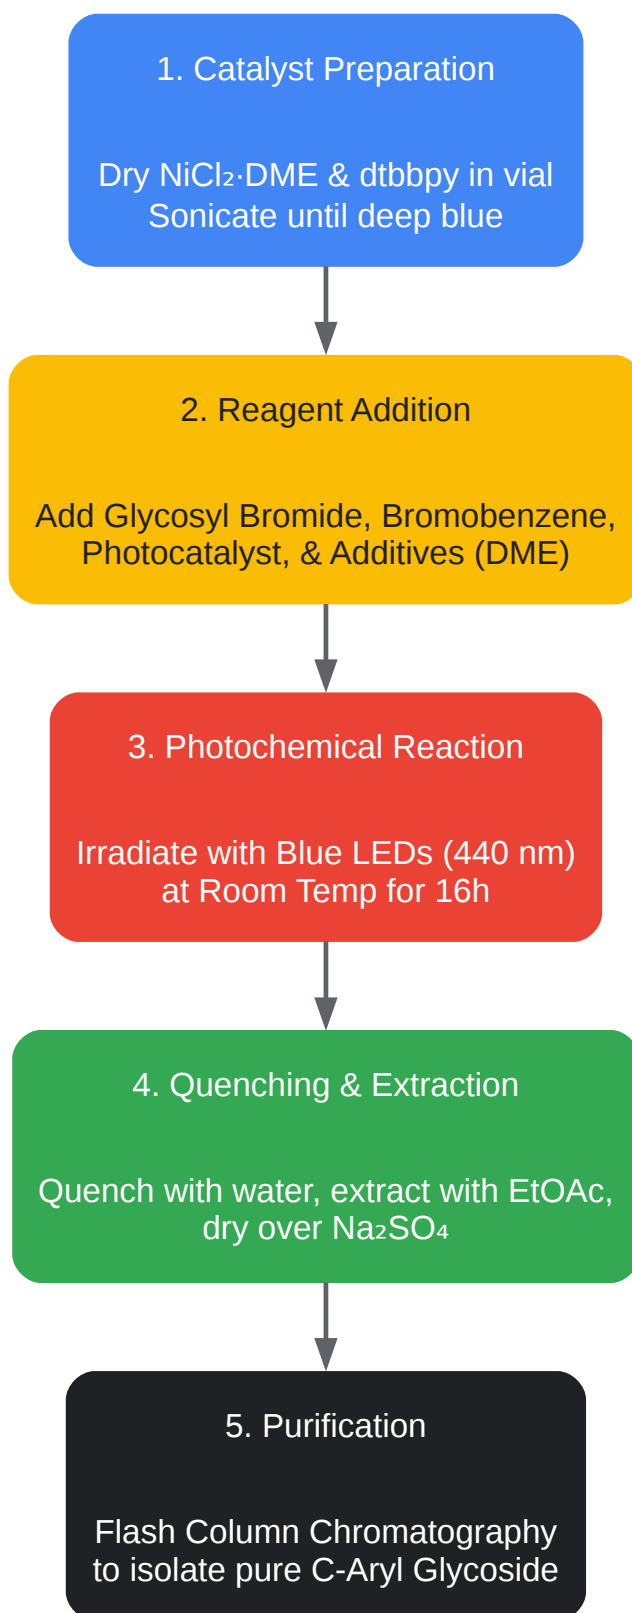 1. Catalyst Preparation
Dry NiCl₂·DME & dtbbpy in vial
Sonicate until deep blue
2. Reagent Addition
Add Glycosyl Bromide, Bromobenzene,
Photocatalyst, & Additives (DME)
3. Photochemical Reaction
Irradiate with Blue LEDs (440 nm)
at Room Temp for 16h
4. Quenching & Extraction
Quench with water, extract with EtOAc,
dry over Na₂SO₄
5. Purification
Flash Column Chromatography
to isolate pure C-Aryl Glycoside